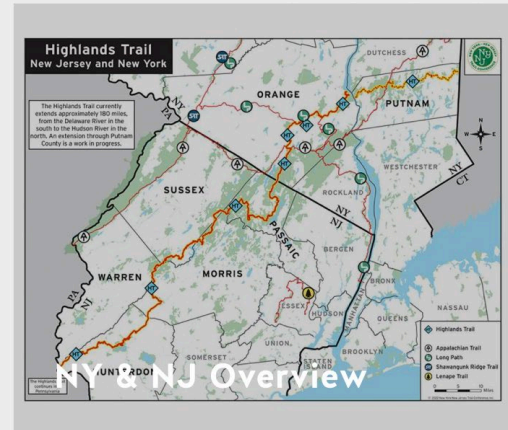 Highlands Trail
New Jersey and New York
The Highlands Trail currently
extends approximately 180 miles,
from the Delaware River in the
south to the Hudson River in the
north. An extension through Putnam
County is a work in progress.
DUTCHESS
ORANGE
PUTNAM
NY
PA
N
W E
S
WESTCHESTER
NY
CT
SUSSEX
ROCKLAND
NY
NJ
PASSAIC
BERGEN
WARREN
MORRIS
PA
NJ
ESSEX
HUDSON
MANHATTAN
BRONX
NASSAU
QUEENS
UNION
SOMERSET
STATEN
ISLAND
BROOKLYN
HUNTERDON
Highlands Trail
Appalachian Trail
Long Path
Shawangunk Ridge Trail
Lenape Trail
NY & NJ Overview